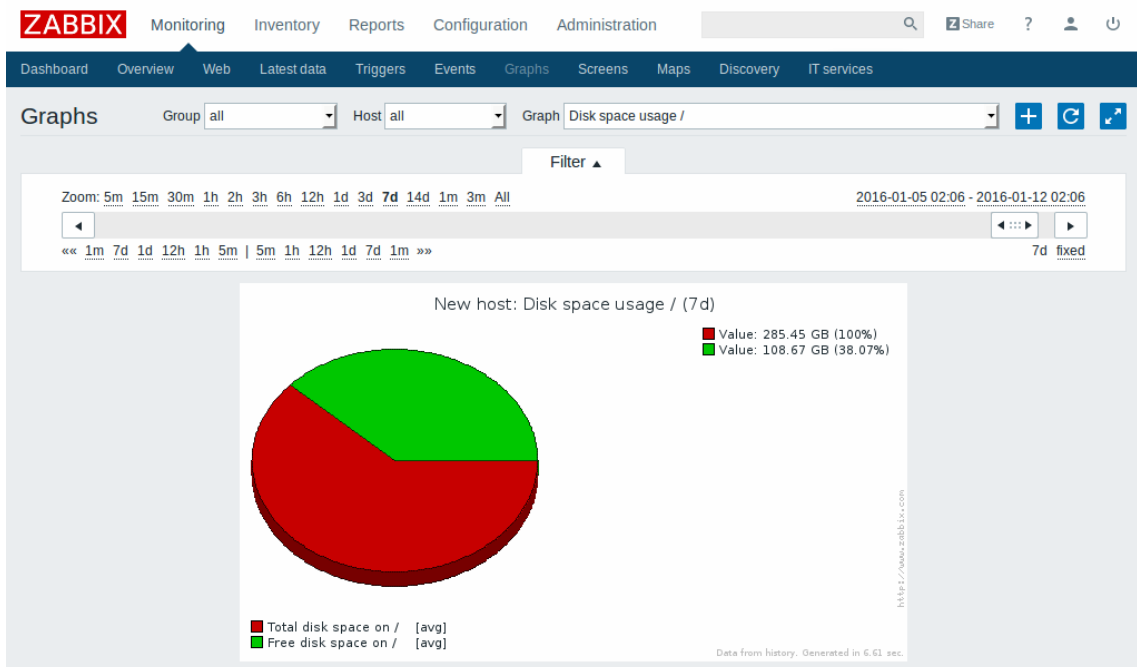 ZABBIX Monitoring Inventory Reports Configuration Administration Z Share ?
Dashboard Overview Web Latest data Triggers Events Graphs Screens Maps Discovery IT services
Graphs Group all Host all Graph Disk space usage /
Filter ▲
Zoom: 5m 15m 30m 1h 2h 3h 6h 12h 1d 3d 7d 14d 1m 3m All 2016-01-05 02:06 - 2016-01-12 02:06
«« 1m 7d 1d 12h 1h 5m | 5m 1h 12h 1d 7d 1m »» 7d fixed
New host: Disk space usage / (7d)
Value: 285.45 GB (100%)
Value: 108.67 GB (38.07%)
http://www.zabbix.com
Total disk space on / [avg]
Free disk space on / [avg]
Data from history. Generated in 6.61 sec.